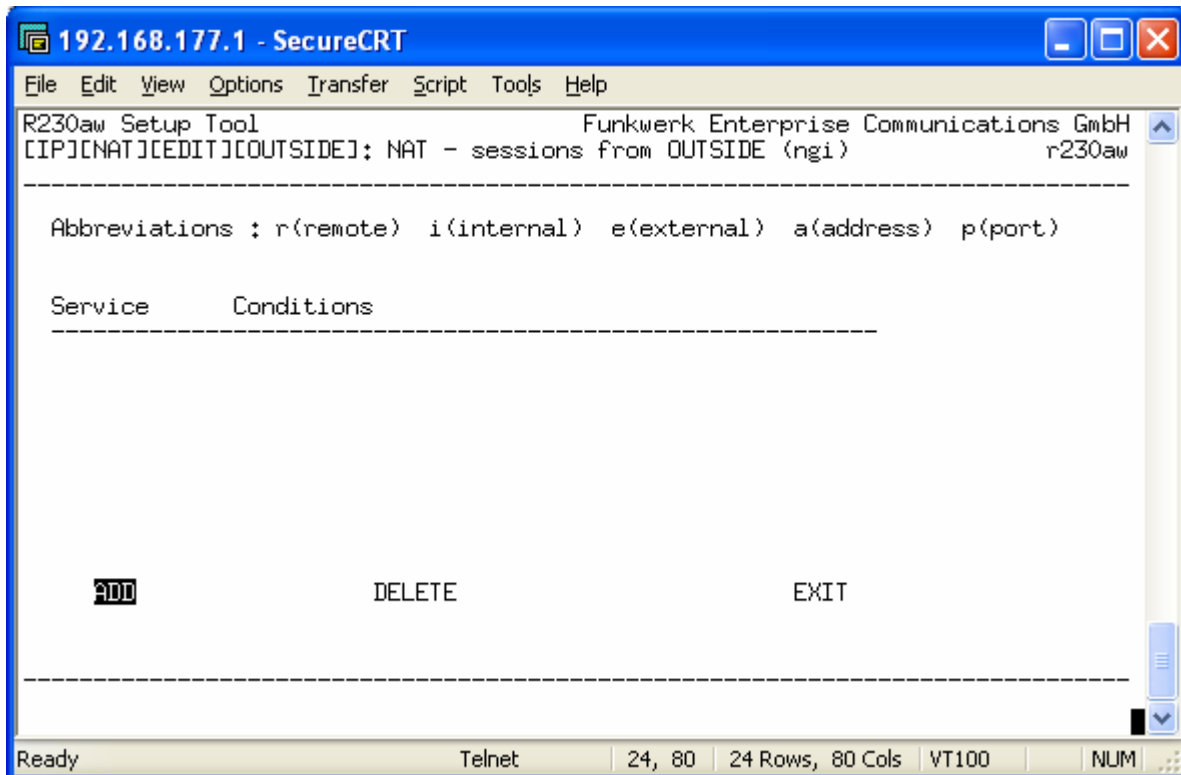 192.168.177.1 - SecureCRT
File Edit View Options Transfer Script Tools Help
R230aw Setup Tool Funkwerk Enterprise Communications GmbH
[IP][NAT][EDIT][OUTSIDE]: NAT - sessions from OUTSIDE (ngi) r230aw
Abbreviations : r(remote) i(internal) e(external) a(address) p(port)
Service Conditions
ADD DELETE EXIT
Ready Telnet 24, 80 24 Rows, 80 Cols VT100 NUM